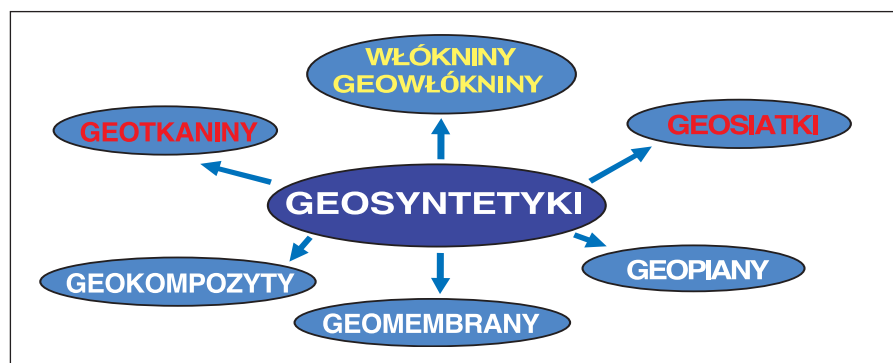 WŁÓKNINY
GEOWŁÓKNINY
GEOTKANINY
GEOSIATKI
GEOSYNTETYKI
GEOKOMPOZYTY
GEOPIANY
GEOMEMBRANY